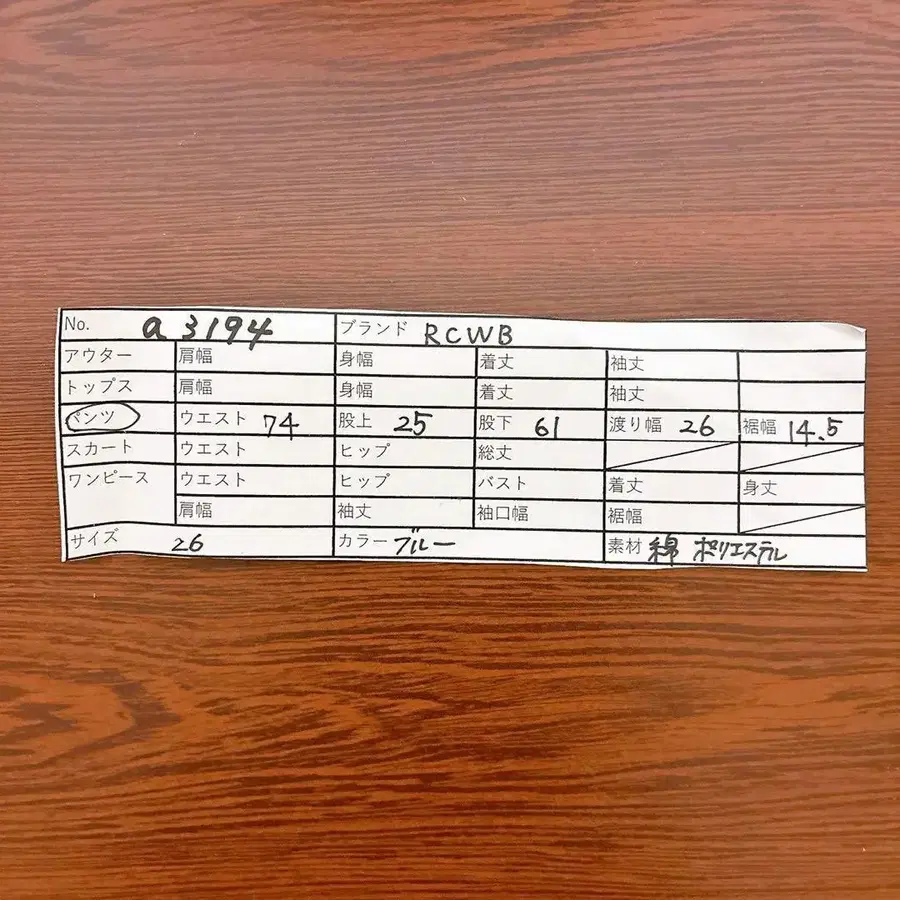 No. a 3194 ブランド RCWB
アウター 肩幅 身幅 着丈 袖丈
トップス 肩幅 身幅 着丈 袖丈
パンツ ウエスト 74 股上 25 股下 61 渡り幅 26 裾幅 14.5
スカート ウエスト ヒップ 総丈
ワンピース ウエスト ヒップ バスト 着丈 身丈
肩幅 袖丈 袖口幅 裾幅
サイズ 26 カラー ブルー 素材 綿 ポリエステル